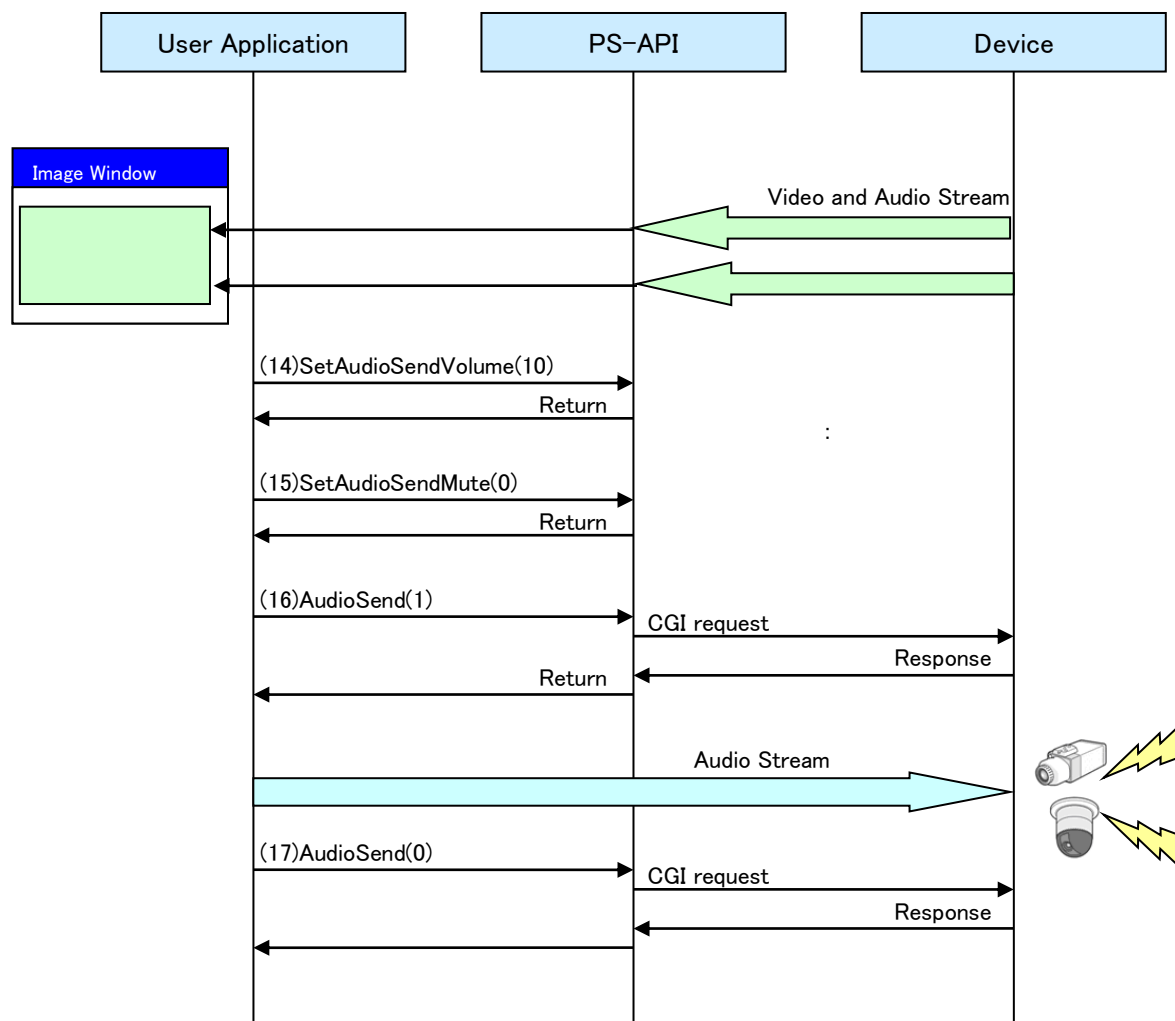 User Application
PS-API
Device
Image Window
Video and Audio Stream
(14)SetAudioSendVolume(10)
Return
:
(15)SetAudioSendMute(0)
Return
(16)AudioSend(1)
CGI request
Response
Return
Audio Stream
(17)AudioSend(0)
CGI request
Response